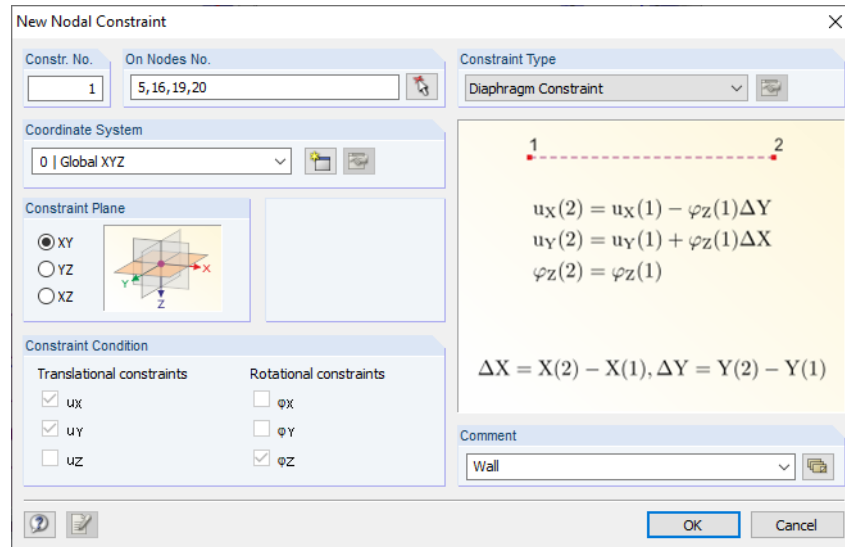 New Nodal Constraint
Constr. No.
1
On Nodes No.
5,16,19,20
Constraint Type
Diaphragm Constraint
Coordinate System
0 | Global XYZ
Constraint Plane
XY
YZ
XZ
X
Y
Z
1 2
uX(2) = uX(1) − φZ(1)ΔY
uY(2) = uY(1) + φZ(1)ΔX
φZ(2) = φZ(1)
ΔX = X(2) − X(1), ΔY = Y(2) − Y(1)
Constraint Condition
Translational constraints
uX
uY
uZ
Rotational constraints
φX
φY
φZ
Comment
Wall
OK
Cancel